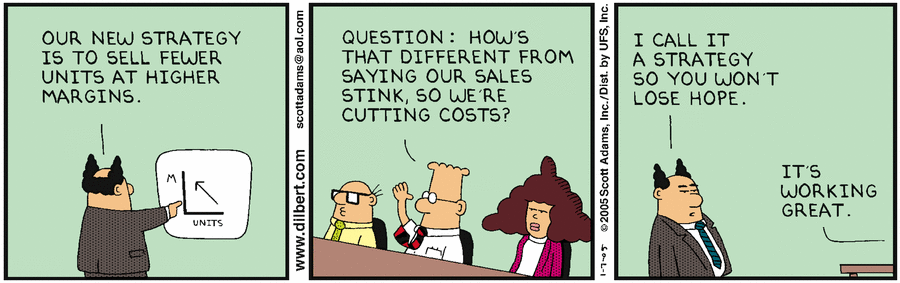 OUR NEW STRATEGY
IS TO SELL FEWER
UNITS AT HIGHER
MARGINS.
M
UNITS
www.dilbert.com
scottadams@aol.com
QUESTION: HOW'S
THAT DIFFERENT FROM
SAYING OUR SALES
STINK, SO WE'RE
CUTTING COSTS?
1-7-05 ©2005 Scott Adams, Inc./Dist. by UFS, Inc.
I CALL IT
A STRATEGY
SO YOU WON'T
LOSE HOPE.
IT'S
WORKING
GREAT.